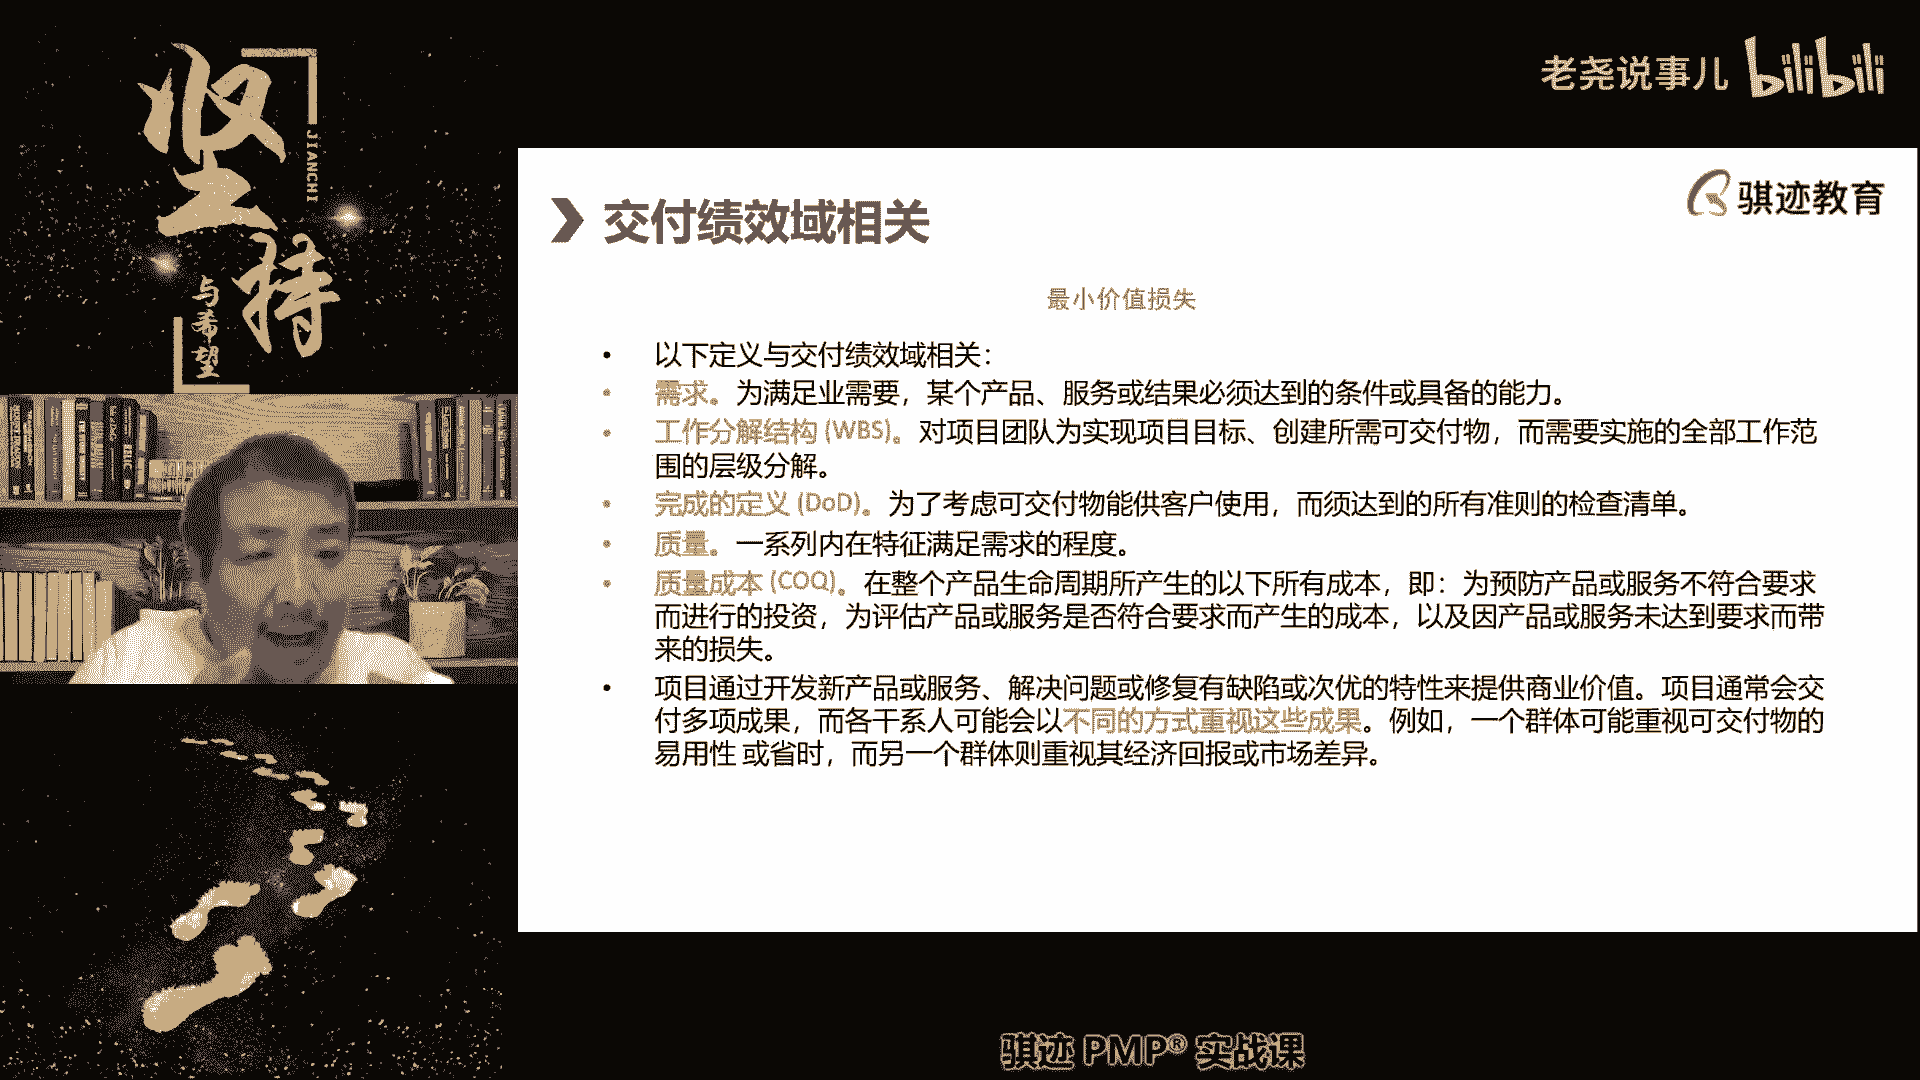 坚持
JIANCHI
与希望
老尧说事儿 bilibili
骐迹教育
交付绩效域相关
最小价值损失
• 以下定义与交付绩效域相关：
• 需求。为满足业需要，某个产品、服务或结果必须达到的条件或具备的能力。
• 工作分解结构 (WBS)。对项目团队为实现项目目标、创建所需可交付物，而需要实施的全部工作范
围的层级分解。
• 完成的定义 (DoD)。为了考虑可交付物能供客户使用，而须达到的所有准则的检查清单。
• 质量。一系列内在特征满足需求的程度。
• 质量成本 (COQ)。在整个产品生命周期所产生的以下所有成本，即：为预防产品或服务不符合要求
而进行的投资，为评估产品或服务是否符合要求而产生的成本，以及因产品或服务未达到要求而带
来的损失。
• 项目通过开发新产品或服务、解决问题或修复有缺陷或次优的特性来提供商业价值。项目通常会交
付多项成果，而各干系人可能会以不同的方式重视这些成果。例如，一个群体可能重视可交付物的
易用性 或省时，而另一个群体则重视其经济回报或市场差异。
骐迹 PMP® 实战课